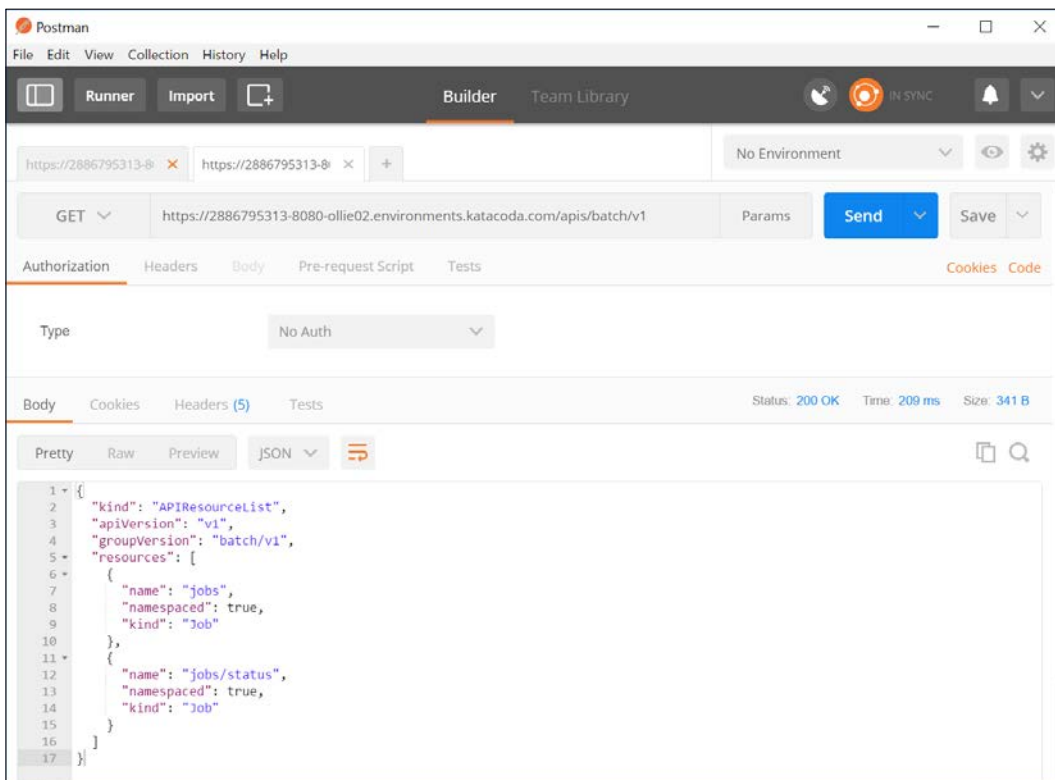 Postman
File Edit View Collection History Help
Runner Import Builder Team Library IN SYNC
https://2886795313-8 https://2886795313-8 + No Environment
GET https://2886795313-8080-ollie02.environments.katacoda.com/apis/batch/v1 Params Send Save
Authorization Headers Body Pre-request Script Tests Cookies Code
Type No Auth
Body Cookies Headers (5) Tests Status: 200 OK Time: 209 ms Size: 341 B
Pretty Raw Preview JSON
1 {
2 "kind": "APIResourceList",
3 "apiVersion": "v1",
4 "groupVersion": "batch/v1",
5 "resources": [
6 {
7 "name": "jobs",
8 "namespaced": true,
9 "kind": "Job"
10 },
11 {
12 "name": "jobs/status",
13 "namespaced": true,
14 "kind": "Job"
15 }
16 ]
17 }